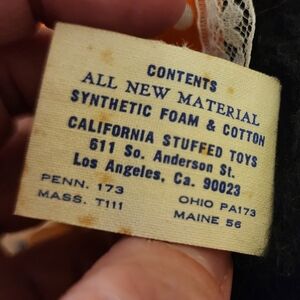 CONTENTS
ALL NEW MATERIAL
SYNTHETIC FOAM & COTTON
CALIFORNIA STUFFED TOYS
611 So. Anderson St.
Los Angeles, Ca. 90023
PENN. 173 OHIO PA173
MASS. T111 MAINE 56